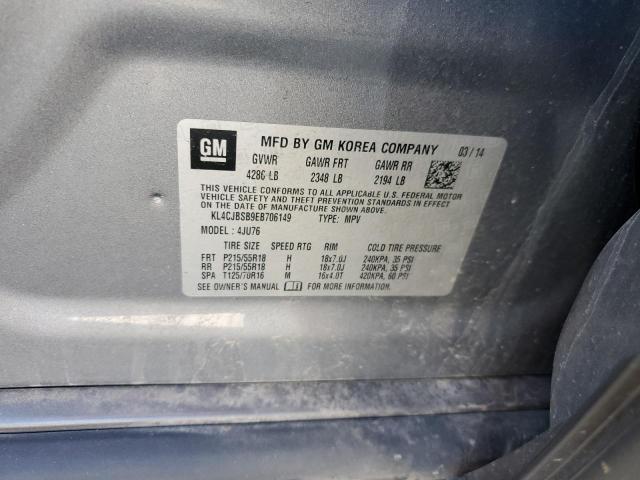 GM MFD BY GM KOREA COMPANY 03/14
GVWR GAWR FRT GAWR RR
4286 LB 2348 LB 2194 LB
THIS VEHICLE CONFORMS TO ALL APPLICABLE U.S. FEDERAL MOTOR
VEHICLE SAFETY, BUMPER, AND THEFT PREVENTION STANDARDS
IN EFFECT ON THE DATE OF MANUFACTURE SHOWN ABOVE.
KL4CJBSB9EB706149 TYPE: MPV
MODEL: 4JU76
TIRE SIZE SPEED RTG RIM COLD TIRE PRESSURE
FRT P215/55R18 H 18x7.0J 240KPA, 35 PSI
RR P215/55R18 H 18x7.0J 240KPA, 35 PSI
SPA T125/70R16 M 16x4.0T 420KPA, 60 PSI
SEE OWNER'S MANUAL FOR MORE INFORMATION.